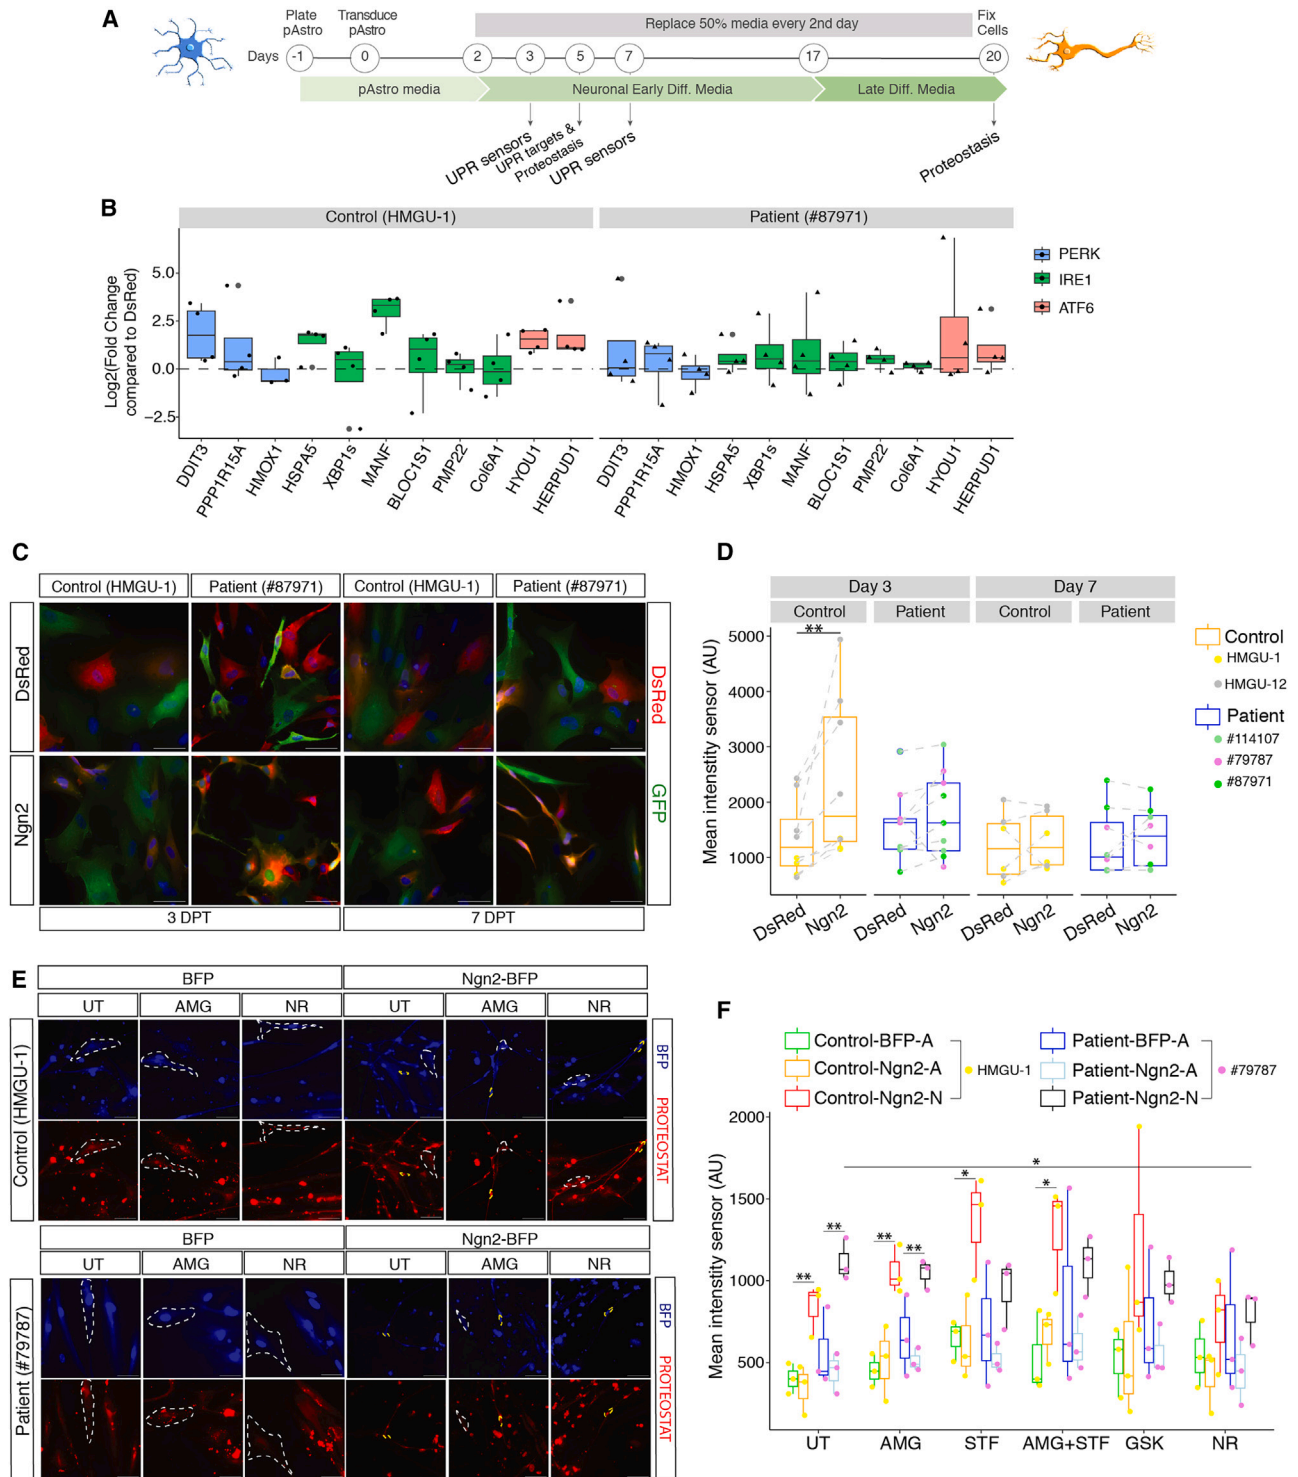 A
Plate
pAstro
Transduce
pAstro
Replace 50% media every 2nd day
Fix
Cells
Days -1 0 2 3 5 7 17 20
pAstro media Neuronal Early Diff. Media Late Diff. Media
UPR sensors
UPR targets &
Proteostasis
UPR sensors
Proteostasis
B
Control (HMGU-1) Patient (#87971)
Log2(Fold Change
compared to DsRed)
5.0
2.5
0.0
−2.5
DDIT3 PPP1R15A HMOX1 HSPA5 XBP1s MANF BLOC1S1 PMP22 Col6A1 HYOU1 HERPUD1
DDIT3 PPP1R15A HMOX1 HSPA5 XBP1s MANF BLOC1S1 PMP22 Col6A1 HYOU1 HERPUD1
PERK
IRE1
ATF6
C
Control (HMGU-1) Patient (#87971) Control (HMGU-1) Patient (#87971)
DsRed
Ngn2
DsRed
GFP
3 DPT 7 DPT
D
Day 3 Day 7
Control Patient Control Patient
**
Mean intenstity sensor (AU)
5000
4000
3000
2000
1000
DsRed Ngn2 DsRed Ngn2 DsRed Ngn2 DsRed Ngn2
Control
HMGU-1
HMGU-12
Patient
#114107
#79787
#87971
E
BFP Ngn2-BFP
UT AMG NR UT AMG NR
Control (HMGU-1)
BFP
PROTEOSTAT
BFP Ngn2-BFP
UT AMG NR UT AMG NR
Patient (#79787)
BFP
PROTEOSTAT
F
Control-BFP-A
Control-Ngn2-A
Control-Ngn2-N
HMGU-1
Patient-BFP-A
Patient-Ngn2-A
Patient-Ngn2-N
#79787
Mean intenstity sensor (AU)
2000
1500
1000
500
*
* *
** ** **
**
UT AMG STF AMG+STF GSK NR